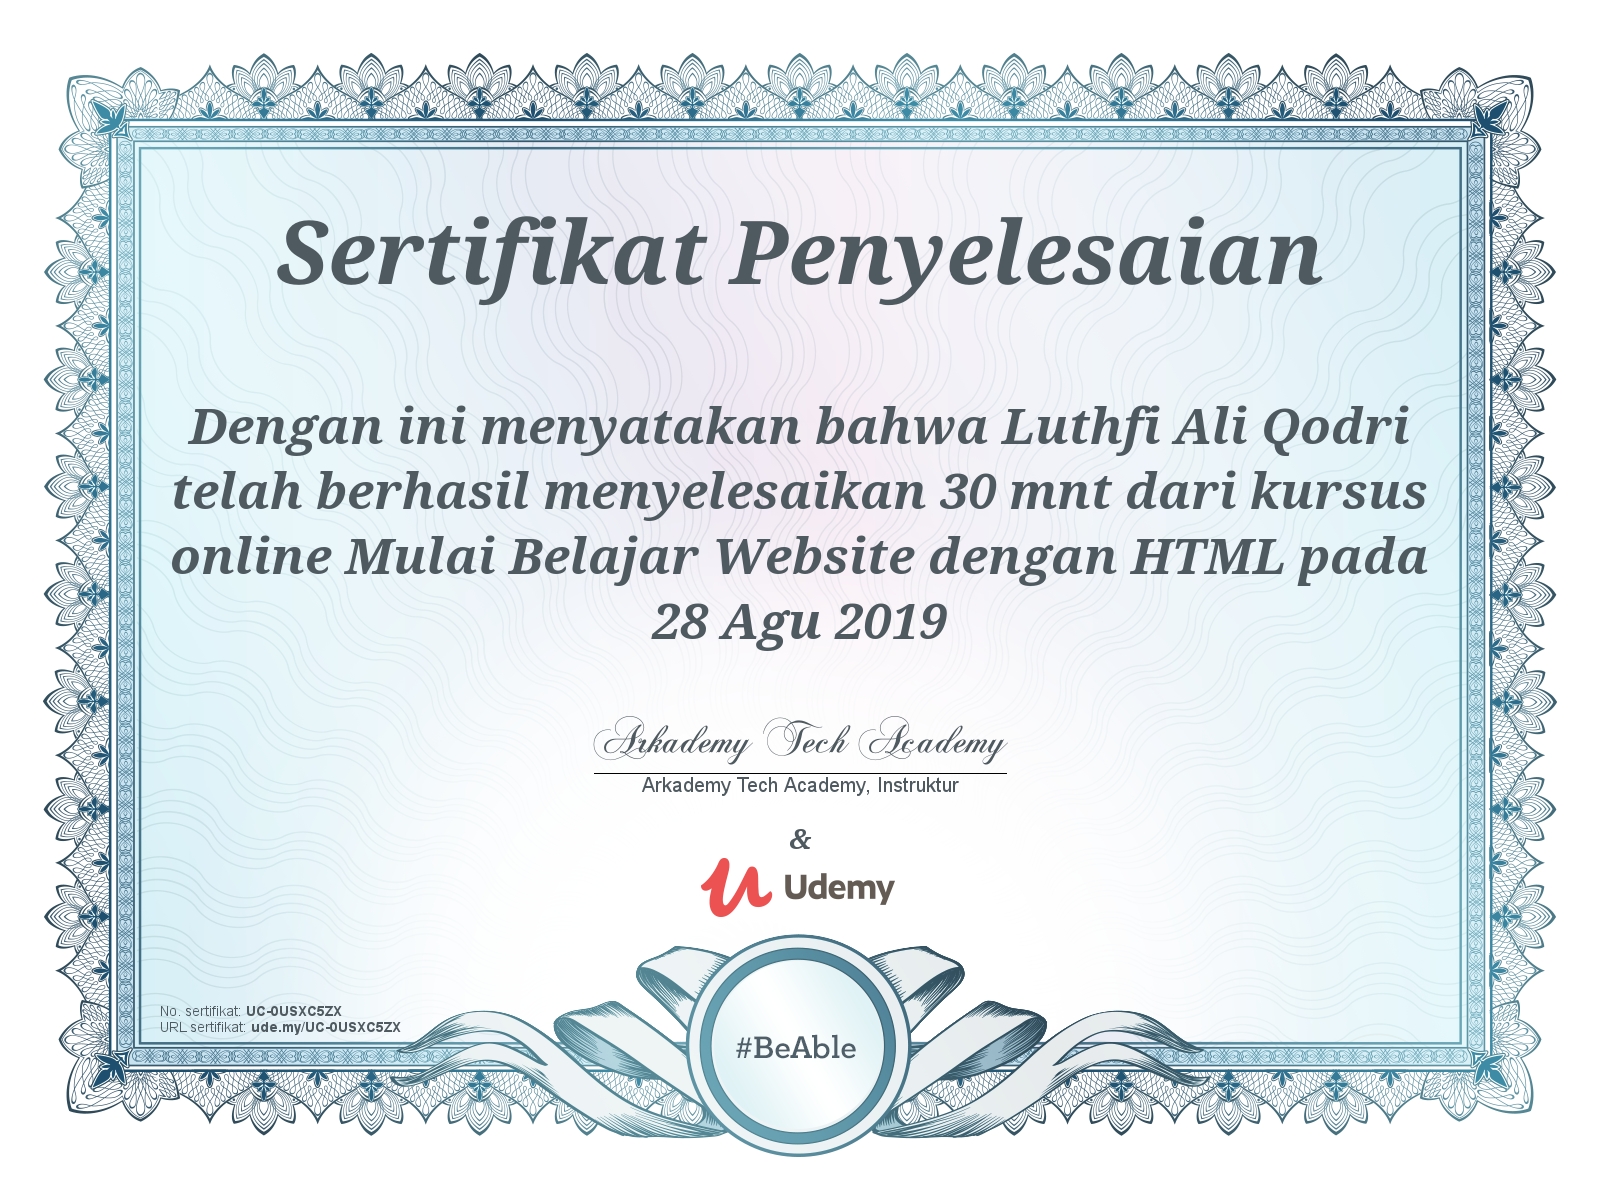 Sertifikat Penyelesaian
Dengan ini menyatakan bahwa Luthfi Ali Qodri
telah berhasil menyelesaikan 30 mnt dari kursus
online Mulai Belajar Website dengan HTML pada
28 Agu 2019
Arkademy Tech Academy
Arkademy Tech Academy, Instruktur
&
Udemy
No. sertifikat: UC-0USXC5ZX
URL sertifikat: ude.my/UC-0USXC5ZX
#BeAble